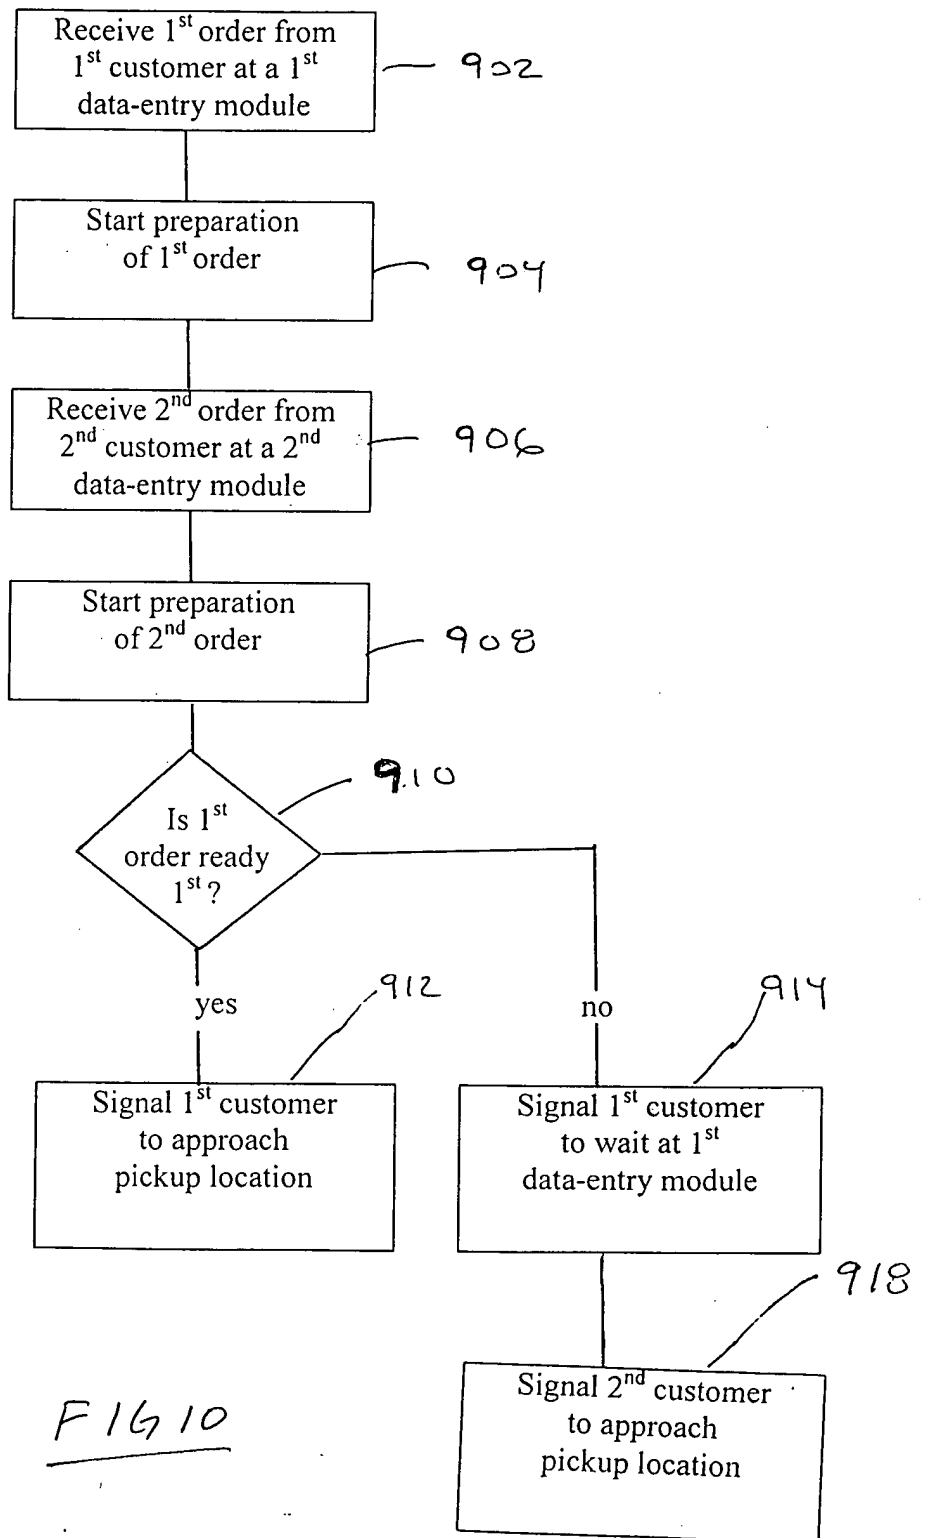 Receive 1st order from
1st customer at a 1st
data-entry module
902
Start preparation
of 1st order
904
Receive 2nd order from
2nd customer at a 2nd
data-entry module
906
Start preparation
of 2nd order
908
910
Is 1st
order ready
1st ?
yes
912
no
914
Signal 1st customer
to approach
pickup location
Signal 1st customer
to wait at 1st
data-entry module
918
Signal 2nd customer
to approach
pickup location
FIG 10